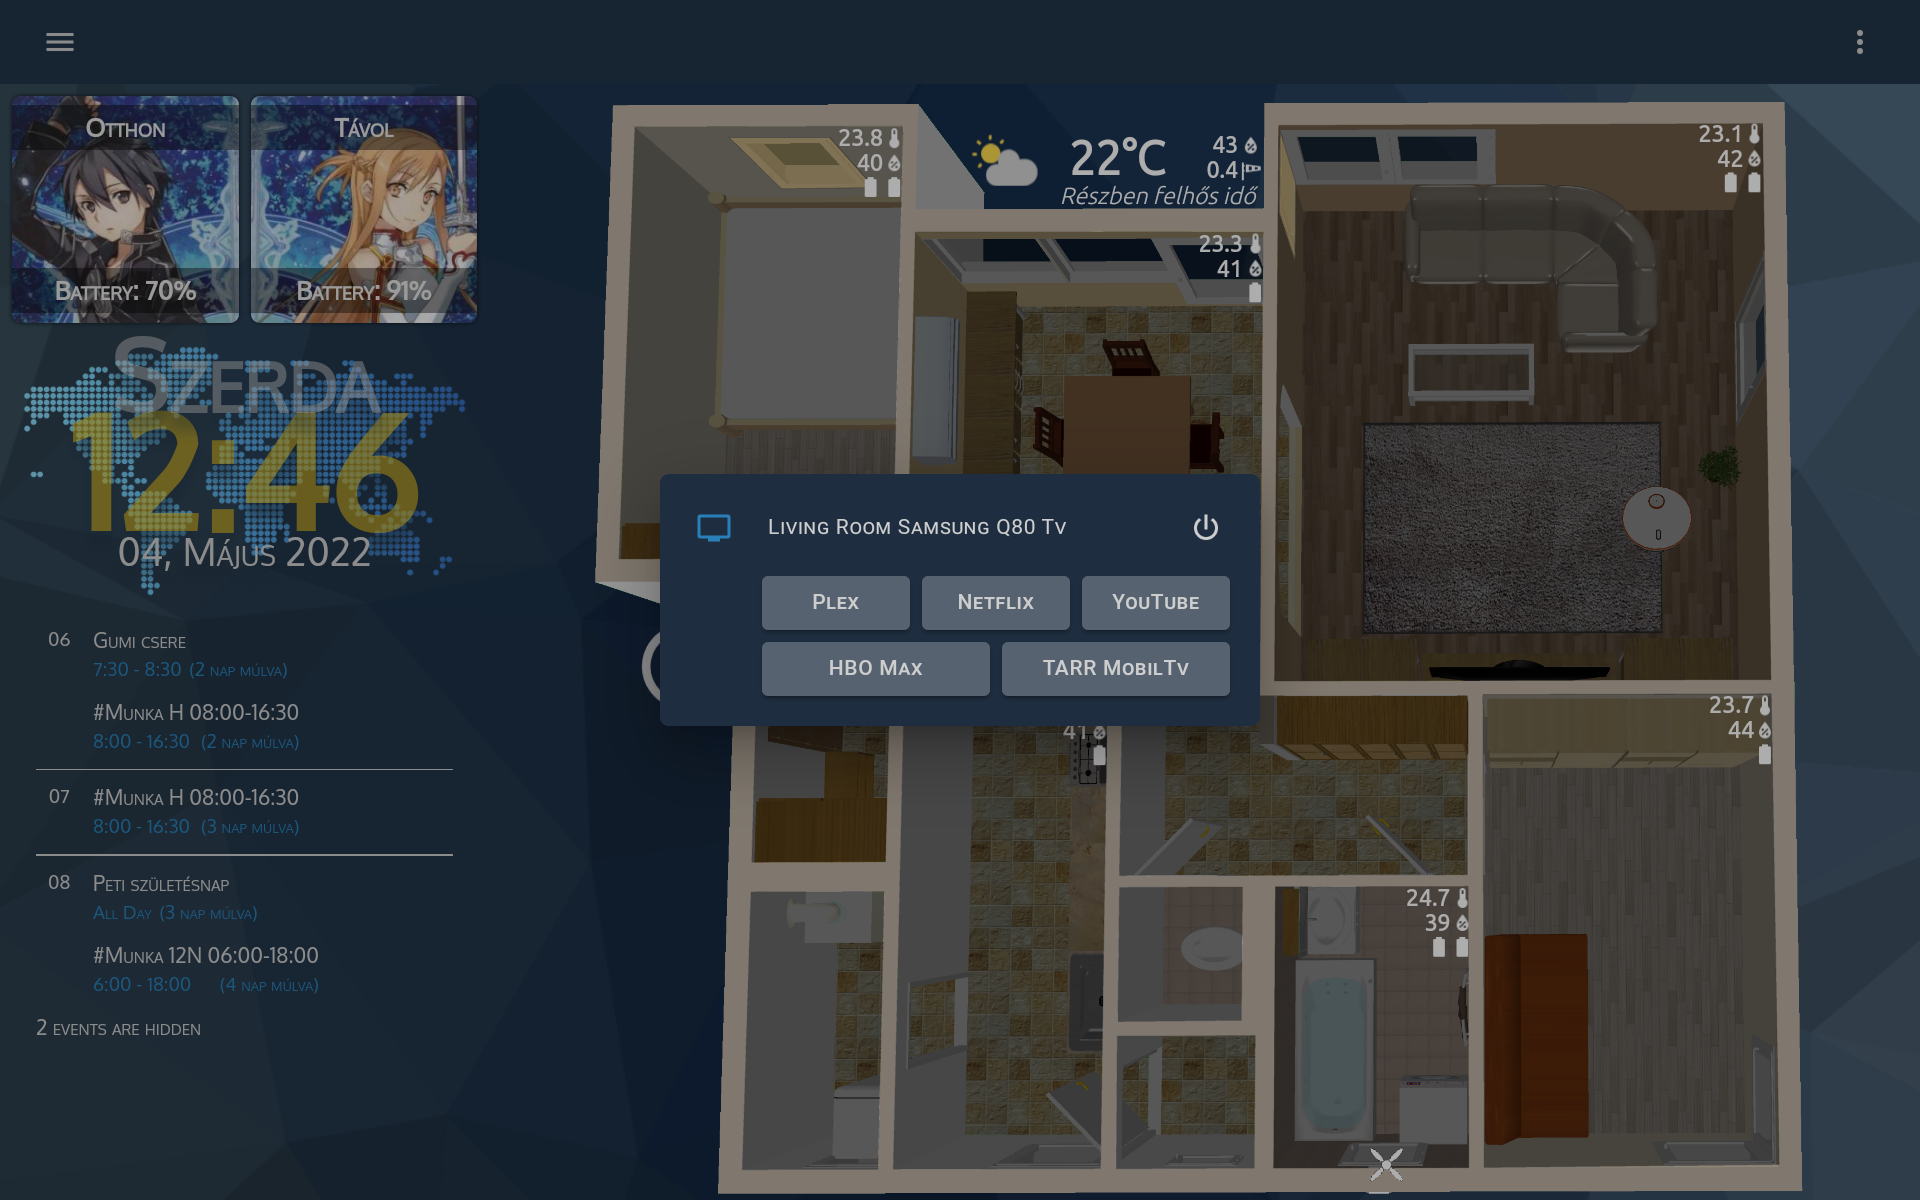 Otthon
Távol
Battery: 70%
Battery: 91%
Szerda
12:46
04, Május 2022
06 Gumi csere
7:30 - 8:30 (2 nap múlva)
#Munka H 08:00-16:30
8:00 - 16:30 (2 nap múlva)
07 #Munka H 08:00-16:30
8:00 - 16:30 (3 nap múlva)
08 Peti születésnap
All Day (3 nap múlva)
#Munka 12N 06:00-18:00
6:00 - 18:00 (4 nap múlva)
2 events are hidden
23.8
40
22°C
43
0.4
Részben felhős idő
23.3
41
23.1
42
Living Room Samsung Q80 Tv
Plex
Netflix
YouTube
HBO Max
TARR MobilTv
41
23.7
44
24.7
39